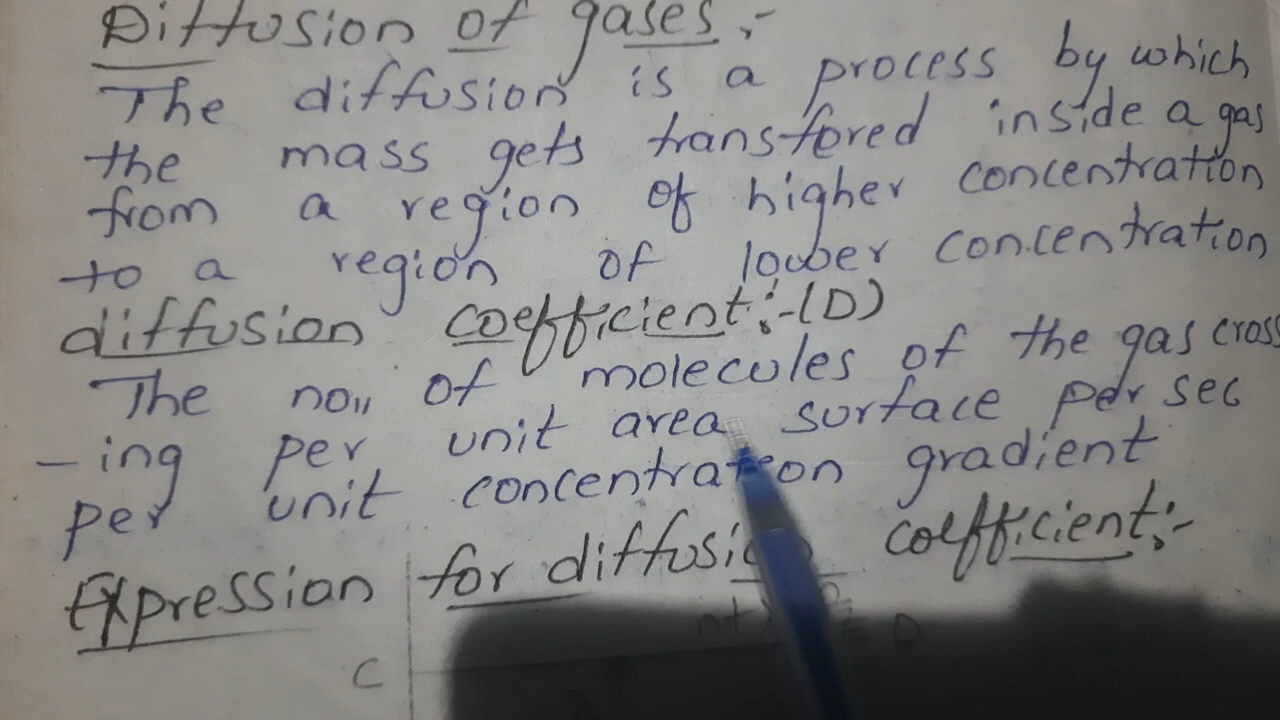 Diffusion of gases :-
The diffusion is a process by which
the mass gets transfered inside a gas
from a region of higher concentration
to a region of lower concentration
diffusion coefficient :- (D)
The no,, of molecules of the gas cross
-ing per unit area surface per sec
per unit concentration gradient
Expression for diffusion coefficient :-
C